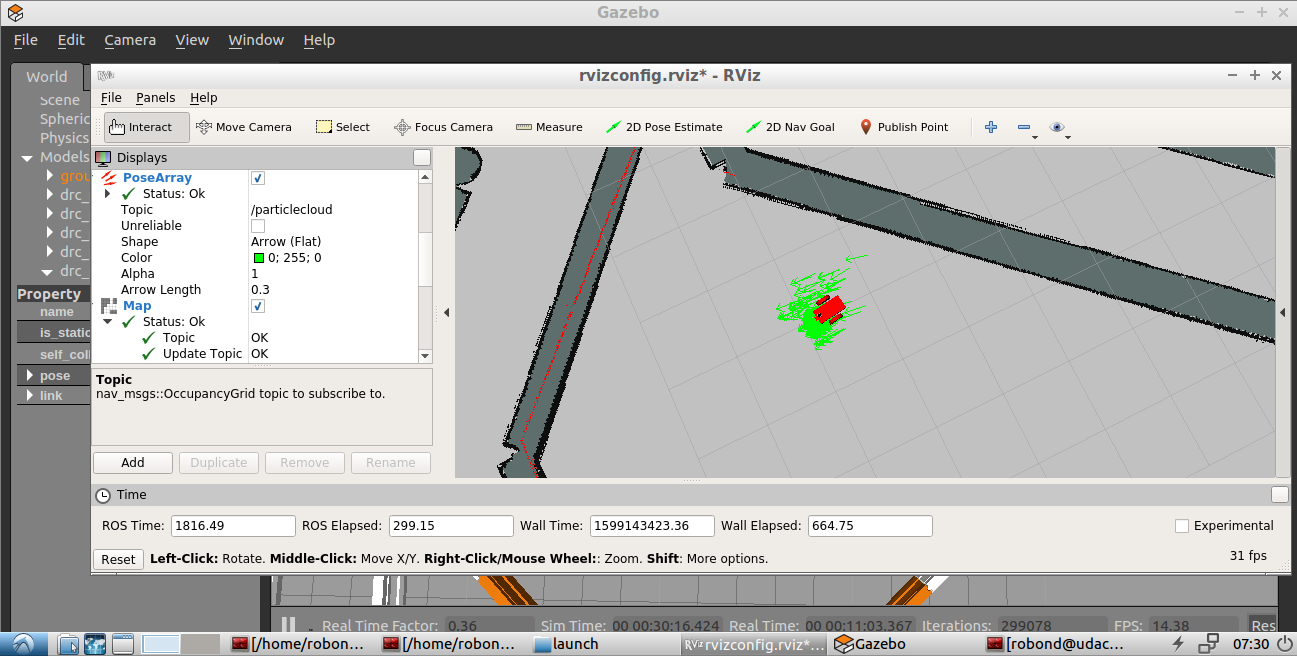 Gazebo
File Edit Camera View Window Help
World
rvizconfig.rviz* - RViz
File Panels Help
Interact Move Camera Select Focus Camera Measure 2D Pose Estimate 2D Nav Goal Publish Point
Scene
Spheric
Physics
Models
grou
drc_
drc_
drc_
drc_
drc_
Property
name
is_static
self_coll
pose
link
Displays
PoseArray
Status: Ok
Topic /particlecloud
Unreliable
Shape Arrow (Flat)
Color 0; 255; 0
Alpha 1
Arrow Length 0.3
Map
Status: Ok
Topic OK
Update Topic OK
Topic
nav_msgs::OccupancyGrid topic to subscribe to.
Add Duplicate Remove Rename
Time
ROS Time: 1816.49 ROS Elapsed: 299.15 Wall Time: 1599143423.36 Wall Elapsed: 664.75 Experimental
Reset Left-Click: Rotate. Middle-Click: Move X/Y. Right-Click/Mouse Wheel:: Zoom. Shift: More options. 31 fps
Real Time Factor: 0.36 Sim Time: 00 00:30:16.424 Real Time: 00 00:11:03.367 Iterations: 299078 FPS: 14.38 Res
[/home/robon... [/home/robon... launch RViz rvizconfig.rviz*... Gazebo [robond@udac... 07:30